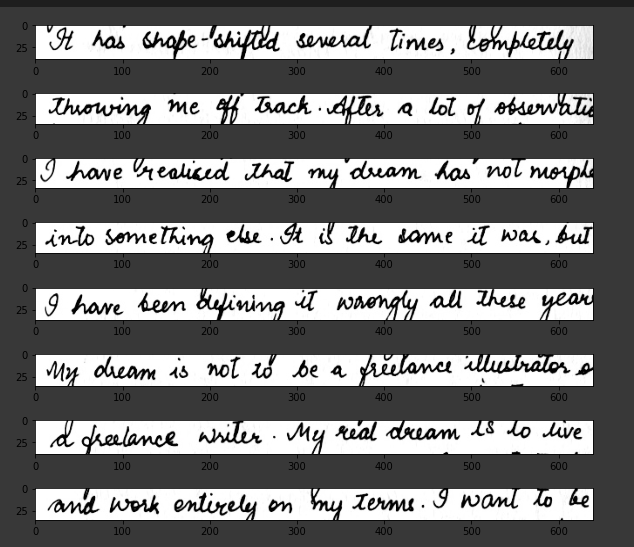 0
It has shape-shifted several times, completely
25
0 100 200 300 400 500 600
0
throwing me off track. After a lot of observatio
25
0 100 200 300 400 500 600
0
I have realised that my dream has not morphe
25
0 100 200 300 400 500 600
0
into something else. It is the same it was, but
25
0 100 200 300 400 500 600
0
I have been defining it wrongly all these year
25
0 100 200 300 400 500 600
0
My dream is not to be a freelance illustrator o
25
0 100 200 300 400 500 600
0
a freelance writer. My real dream is to live
25
0 100 200 300 400 500 600
0
and work entirely on my terms. I want to be
25
0 100 200 300 400 500 600